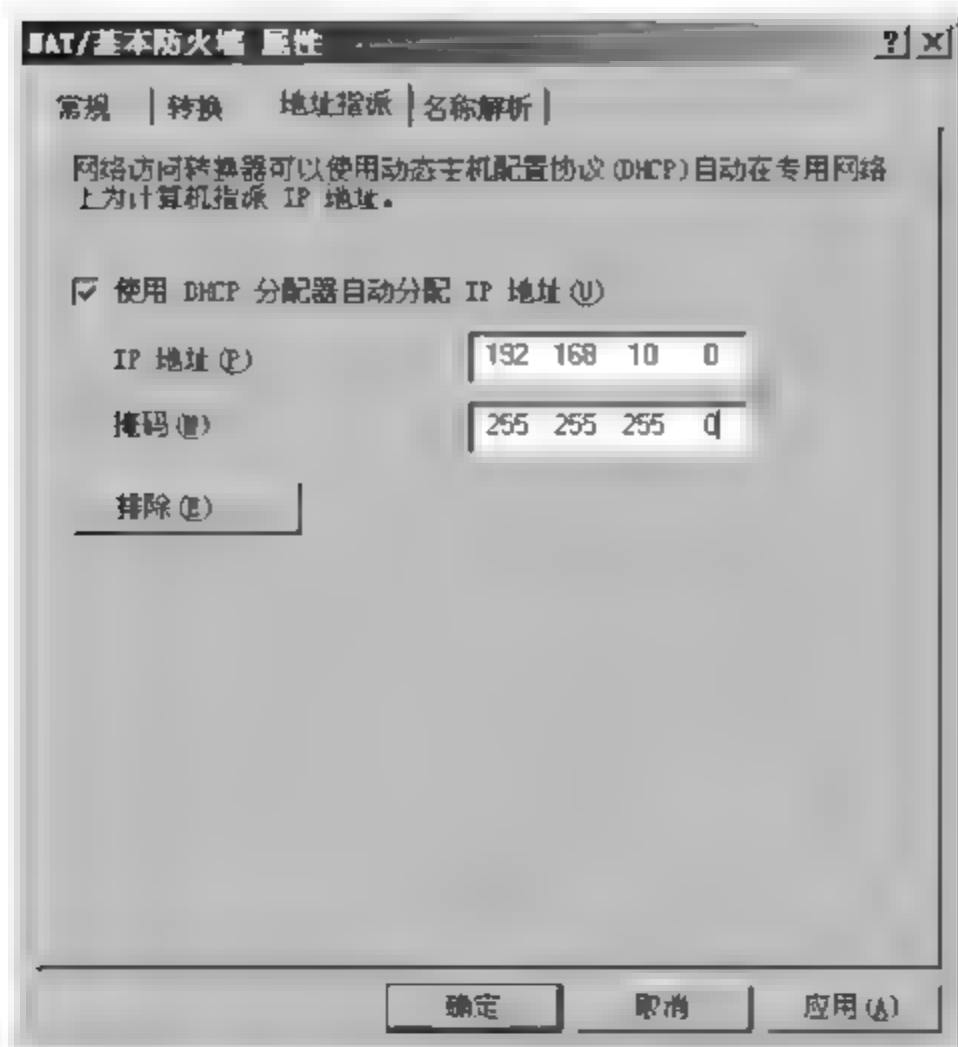 NAT/基本防火墙 属性
常规 转换 地址指派 名称解析
网络访问转换器可以使用动态主机配置协议(DHCP)自动在专用网络
上为计算机指派 IP 地址。
使用 DHCP 分配器自动分配 IP 地址(U)
IP 地址(P) 192 168 10 0
掩码(M) 255 255 255 0
排除(E)
确定 取消 应用(A)